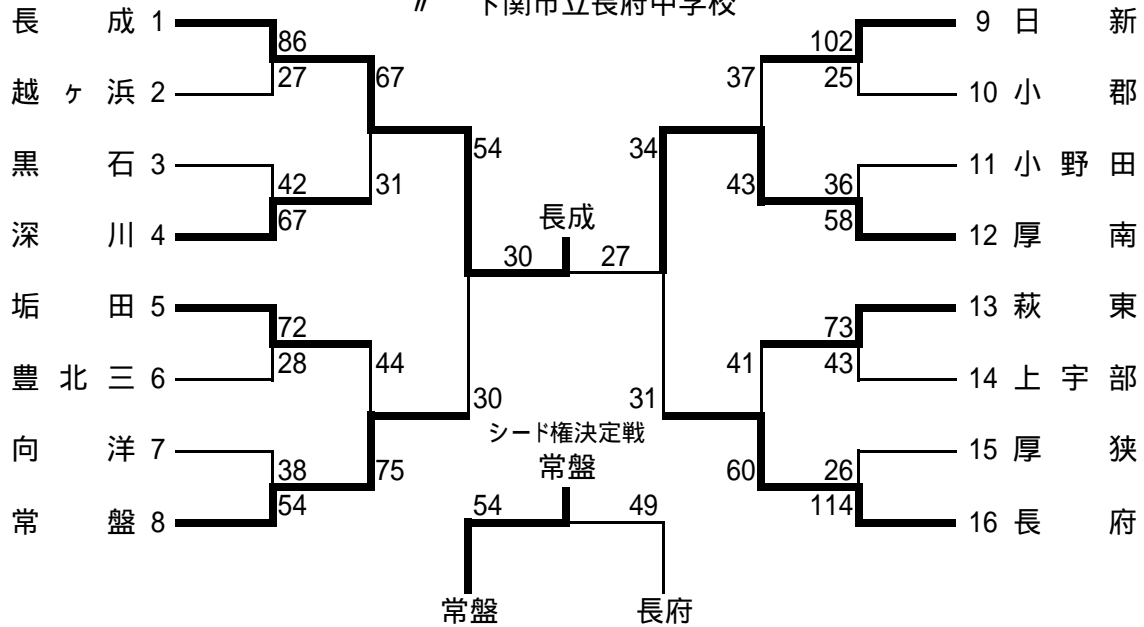 〃 下関市立長府中学校
長成 1 9 日新
86 102
27 67 37 25
越ヶ浜 2 10 小郡
54 34
黒石 3 11 小野田
42 31 43 36
67 58
深川 4 長成 12 厚南
30 27
垢田 5 13 萩東
72 73
28 44 41 43
豊北三 6 14 上宇部
30 31
シード権決定戦
向洋 7 15 厚狭
常盤
38 75 60 26
54 54 49 114
常盤 8 16 長府
常盤 長府